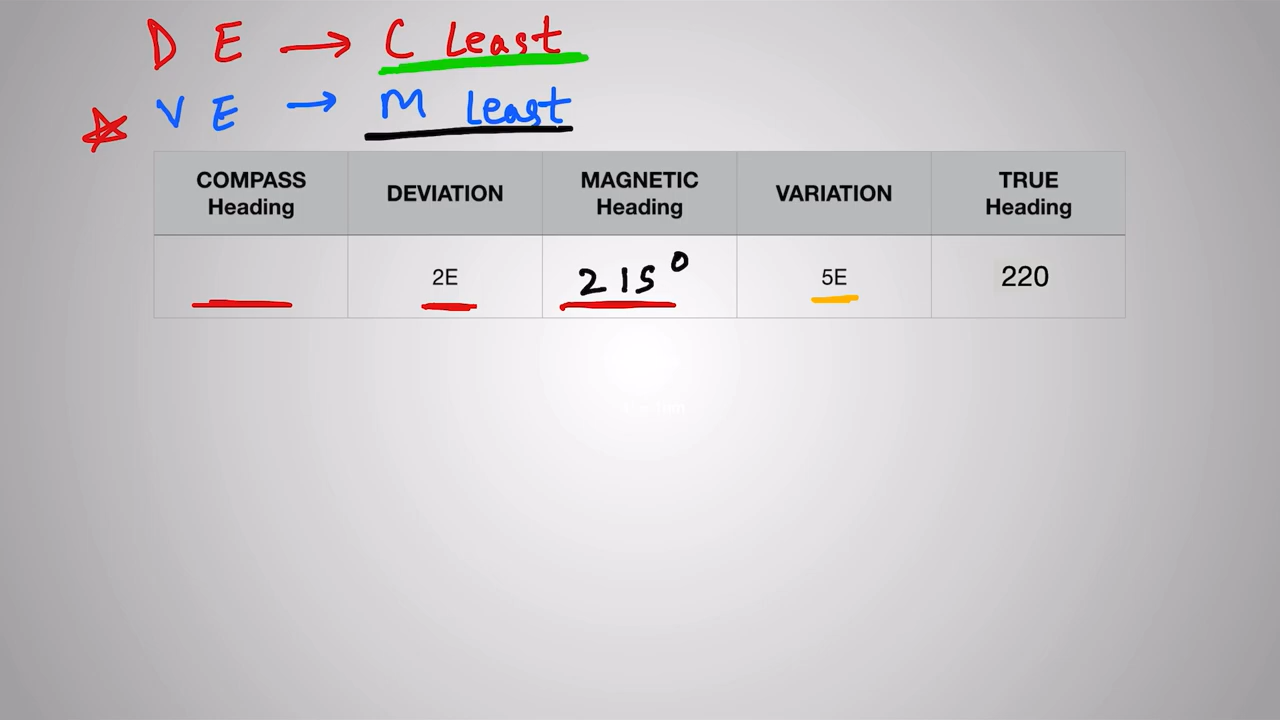 D E → C Least
V E → M Least
COMPASS Heading DEVIATION MAGNETIC Heading VARIATION TRUE Heading
2E 215° 5E 220